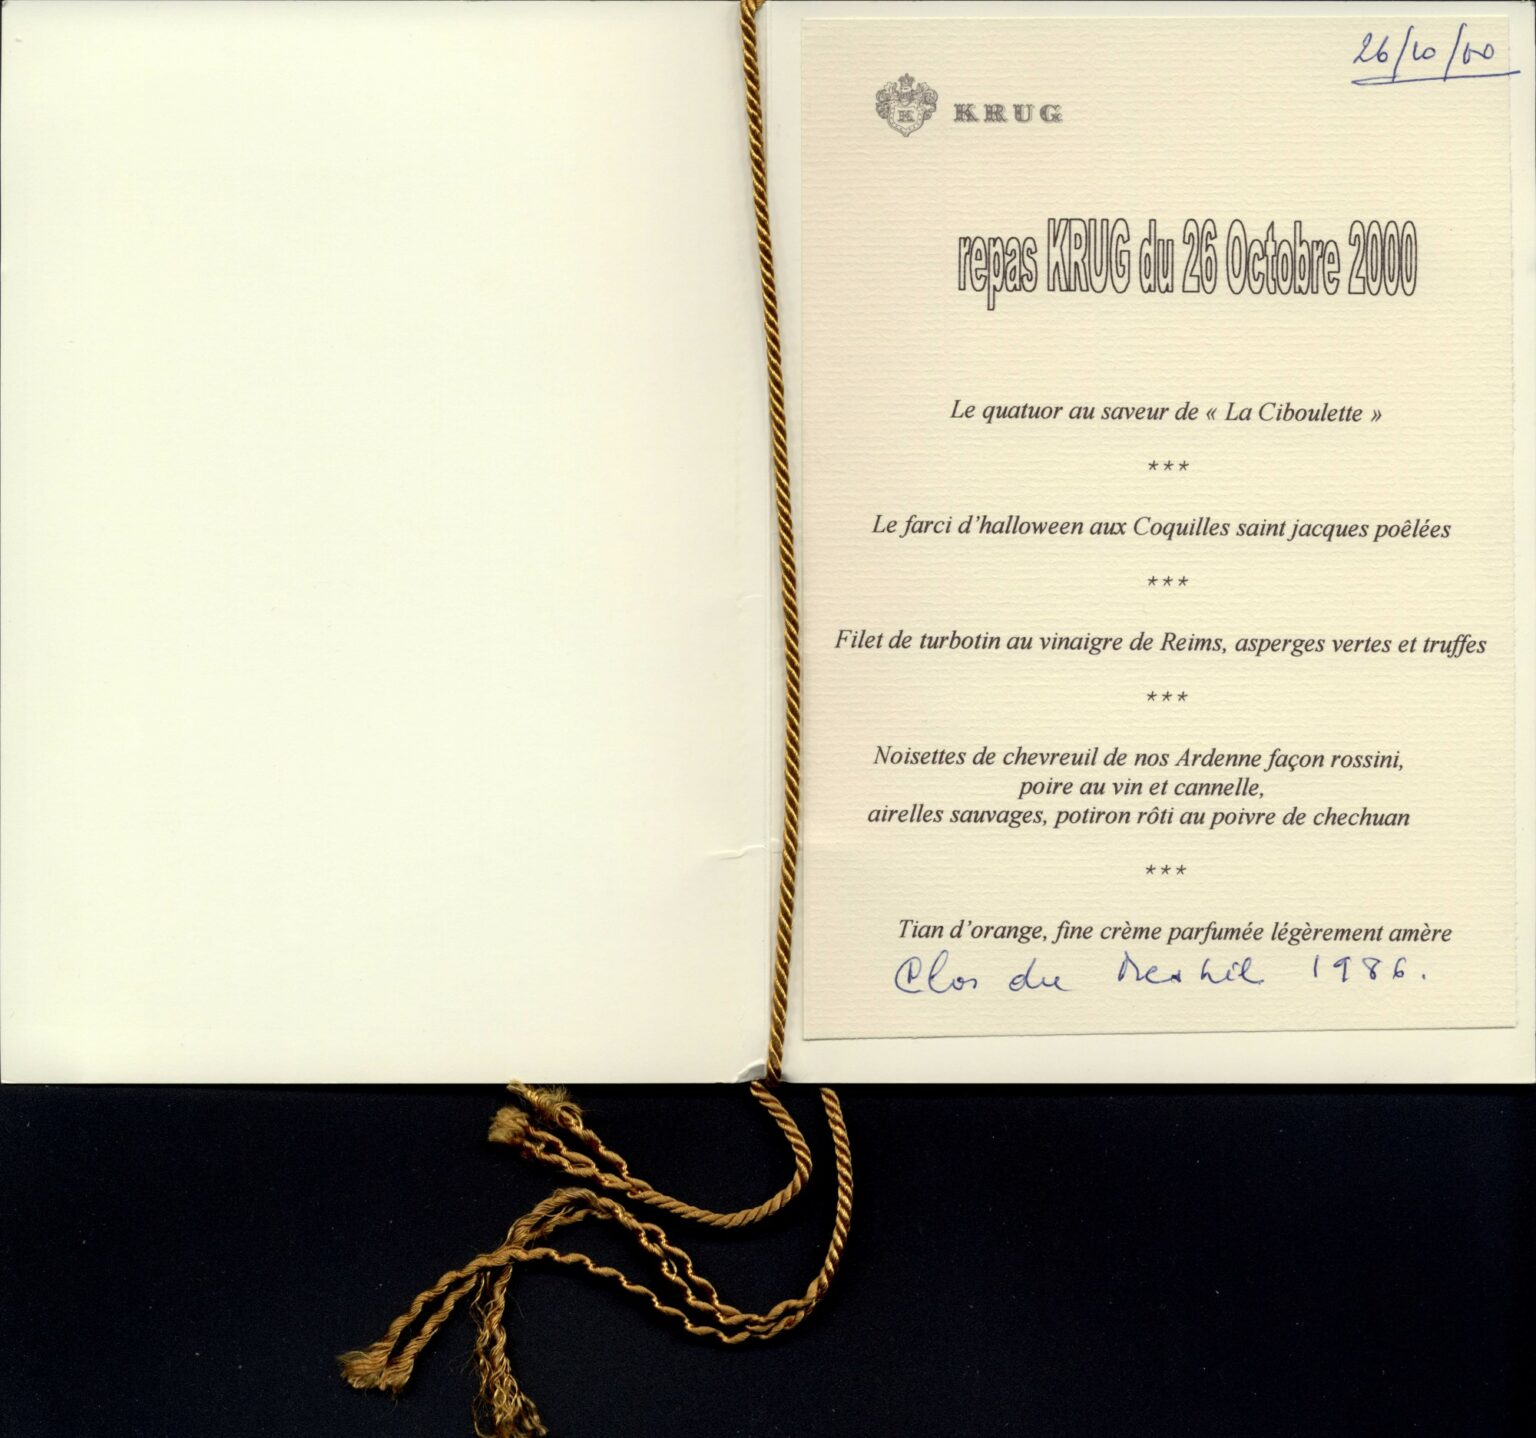 26/10/00
KRUG
repas KRUG du 26 Octobre 2000
Le quatuor au saveur de « La Ciboulette »
***
Le farci d'halloween aux Coquilles saint jacques poêlées
***
Filet de turbotin au vinaigre de Reims, asperges vertes et truffes
***
Noisettes de chevreuil de nos Ardenne façon rossini,
poire au vin et cannelle,
airelles sauvages, potiron rôti au poivre de chechuan
***
Tian d'orange, fine crème parfumée légèrement amère
Clos du Mesnil 1986.